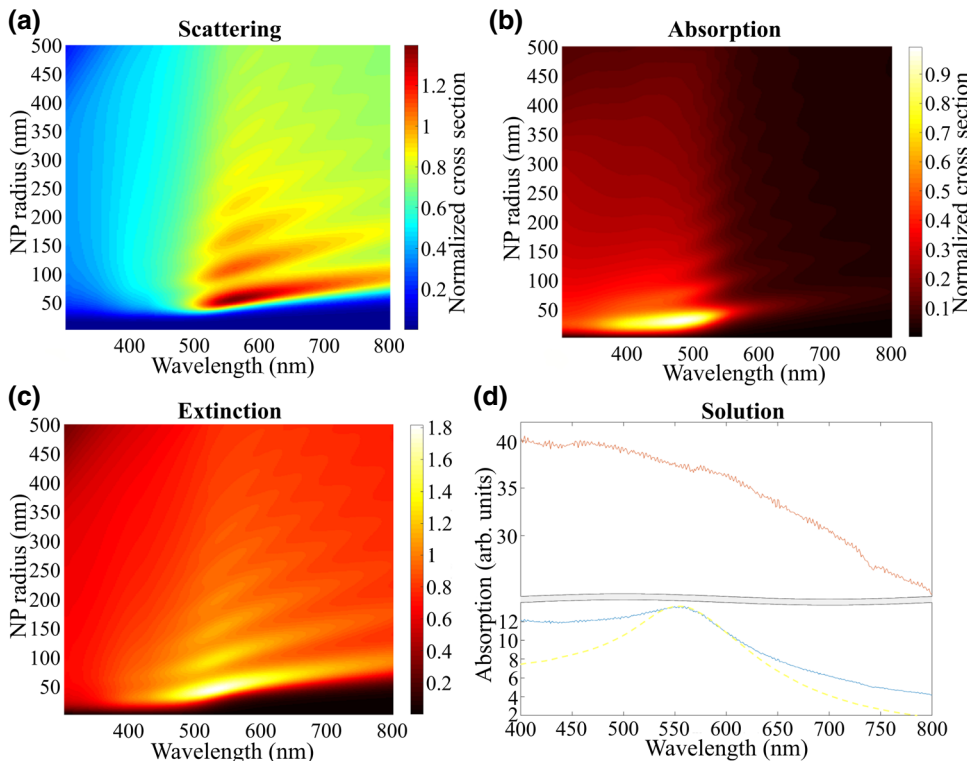 (a)
Scattering
500
450
400
350
300
250
200
150
100
50
NP radius (nm)
400 500 600 700 800
Wavelength (nm)
1.2
1
0.8
0.6
0.4
0.2
Normalized cross section
(b)
Absorption
500
450
400
350
300
250
200
150
100
50
NP radius (nm)
400 500 600 700 800
Wavelength (nm)
0.9
0.8
0.7
0.6
0.5
0.4
0.3
0.2
0.1
Normalized cross section
(c)
Extinction
500
450
400
350
300
250
200
150
100
50
NP radius (nm)
400 500 600 700 800
Wavelength (nm)
1.8
1.6
1.4
1.2
1
0.8
0.6
0.4
0.2
(d)
Solution
40
35
30
12
10
8
6
4
2
Absorption (arb. units)
400 450 500 550 600 650 700 750 800
Wavelength (nm)